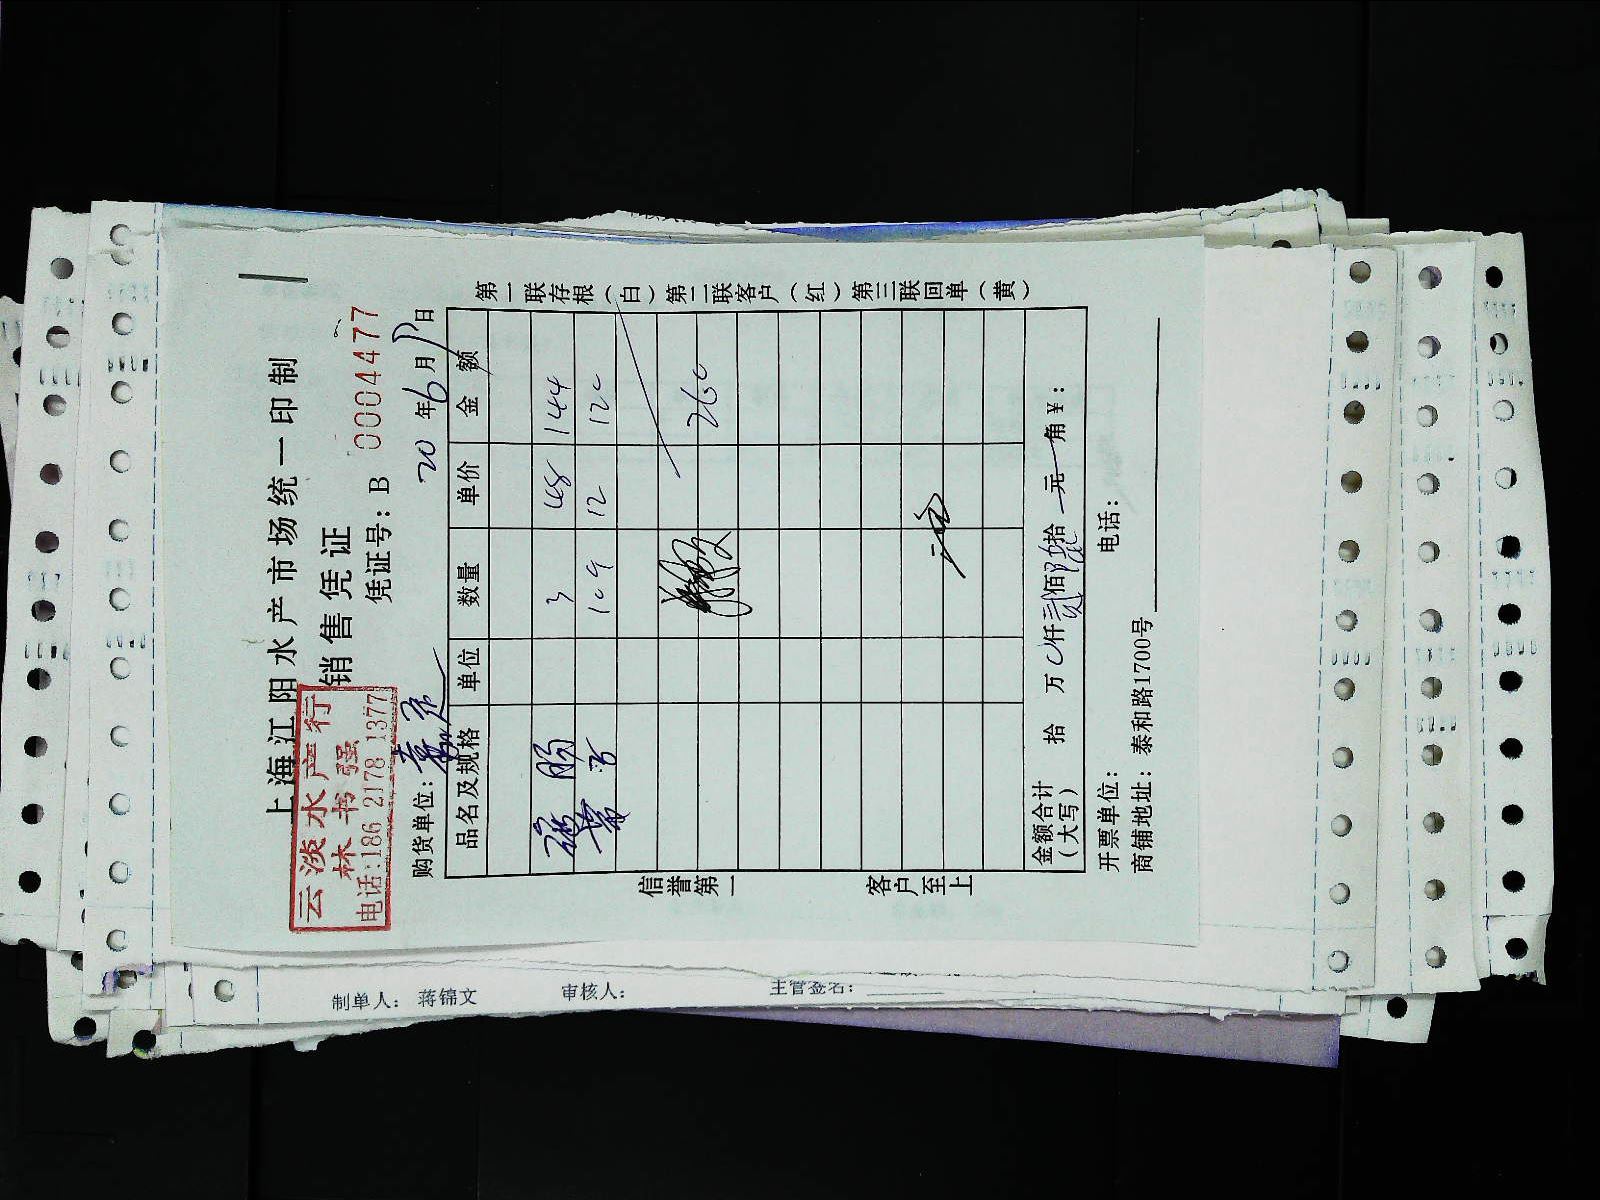 上海江阳水产市场统一印制
销售凭证
凭证号：B 0004477
云淡水产行
林书强
电话:186 2178 1377
购货单位：
20 年 6 月 日
品名及规格 单位 数量 单价 金额
3 48 144
12 120
260
金额合计（大写） 拾 万 仟 贰 佰 陆 拾 元 角 ¥：
开票单位： 电话：
商铺地址：泰和路1700号
信誉第一
客户至上
第一联存根（白）第二联客户（红）第三联回单（黄）
制单人： 蒋锦文 审核人： 主管签名：